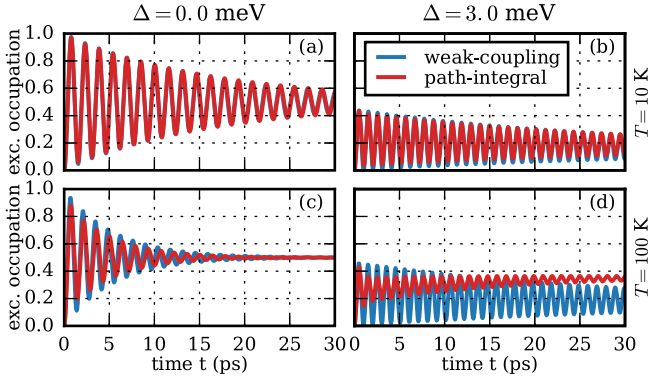 Δ = 0.0 meV
Δ = 3.0 meV
exc. occupation
1.0
0.8
0.6
0.4
0.2
0.0
(a)
weak-coupling
path-integral
(b)
T = 10 K
exc. occupation
1.0
0.8
0.6
0.4
0.2
0.0
(c)
(d)
T = 100 K
0 5 10 15 20 25 30
0 5 10 15 20 25 30
time t (ps)
time t (ps)